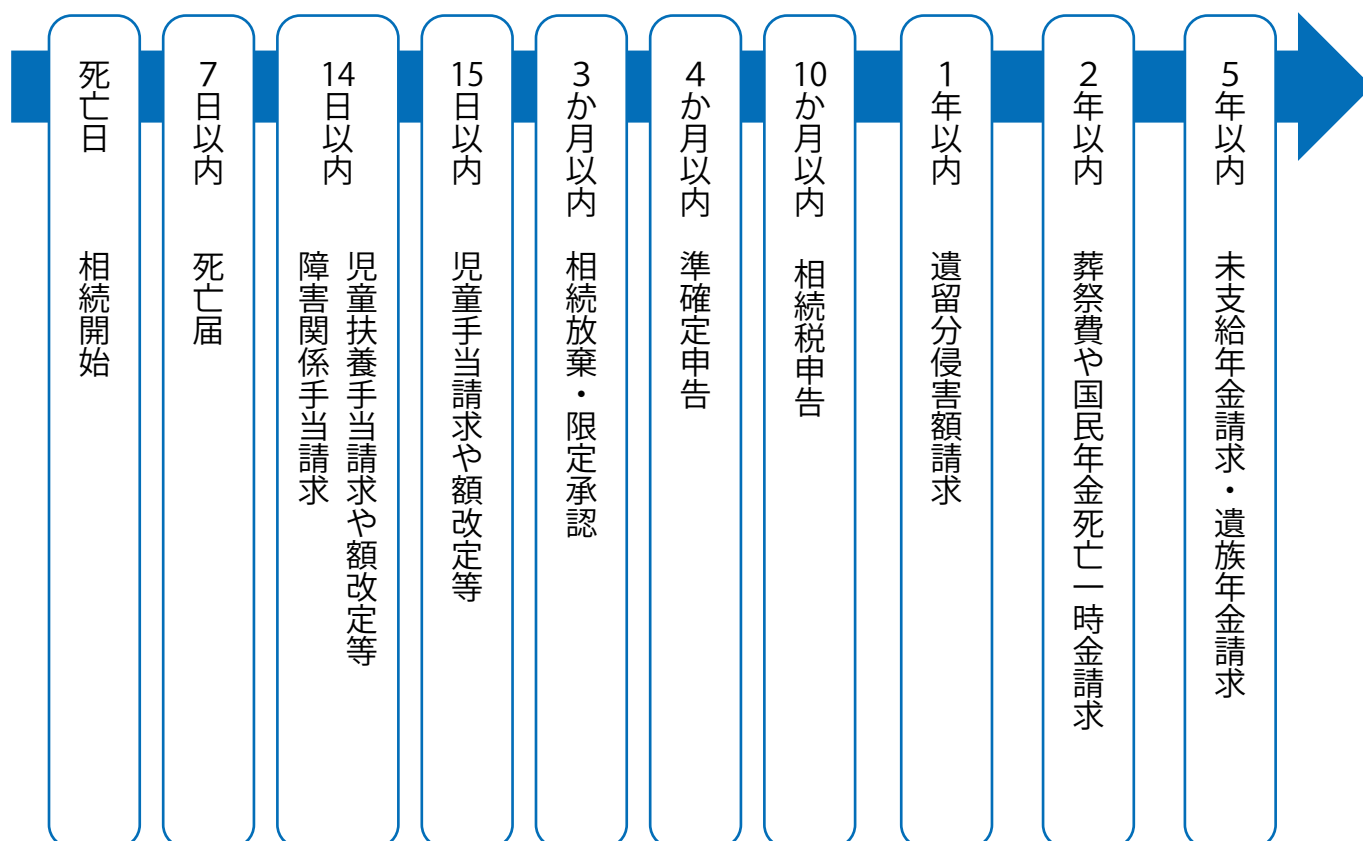 死亡日
相続開始
7日以内
死亡届
14日以内
児童扶養手当請求や額改定等
障害関係手当請求
15日以内
児童手当請求や額改定等
3か月以内
相続放棄・限定承認
4か月以内
準確定申告
10か月以内
相続税申告
1年以内
遺留分侵害額請求
2年以内
葬祭費や国民年金死亡一時金請求
5年以内
未支給年金請求・遺族年金請求